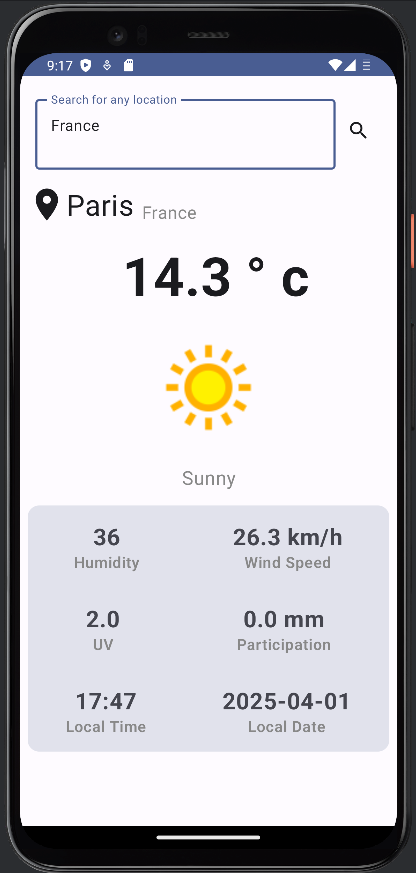 9:17
Search for any location
France
Paris France
14.3 ° c
Sunny
36 26.3 km/h
Humidity Wind Speed
2.0 0.0 mm
UV Participation
17:47 2025-04-01
Local Time Local Date